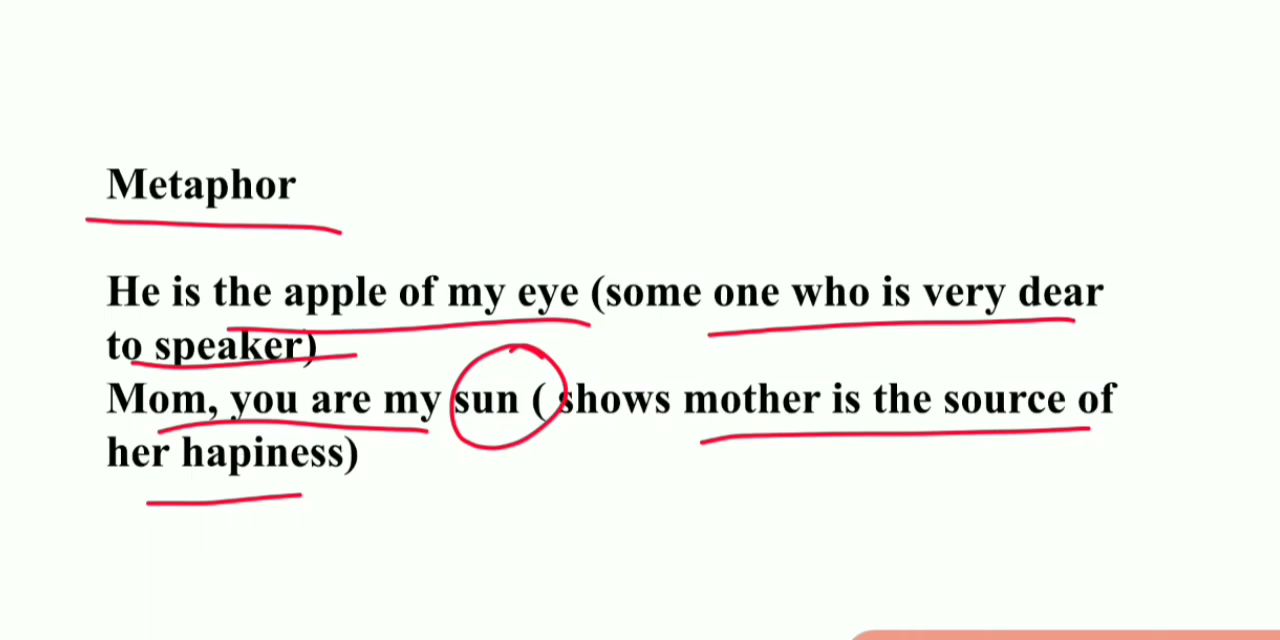 Metaphor
He is the apple of my eye (some one who is very dear
to speaker)
Mom, you are my sun ( shows mother is the source of
her hapiness)